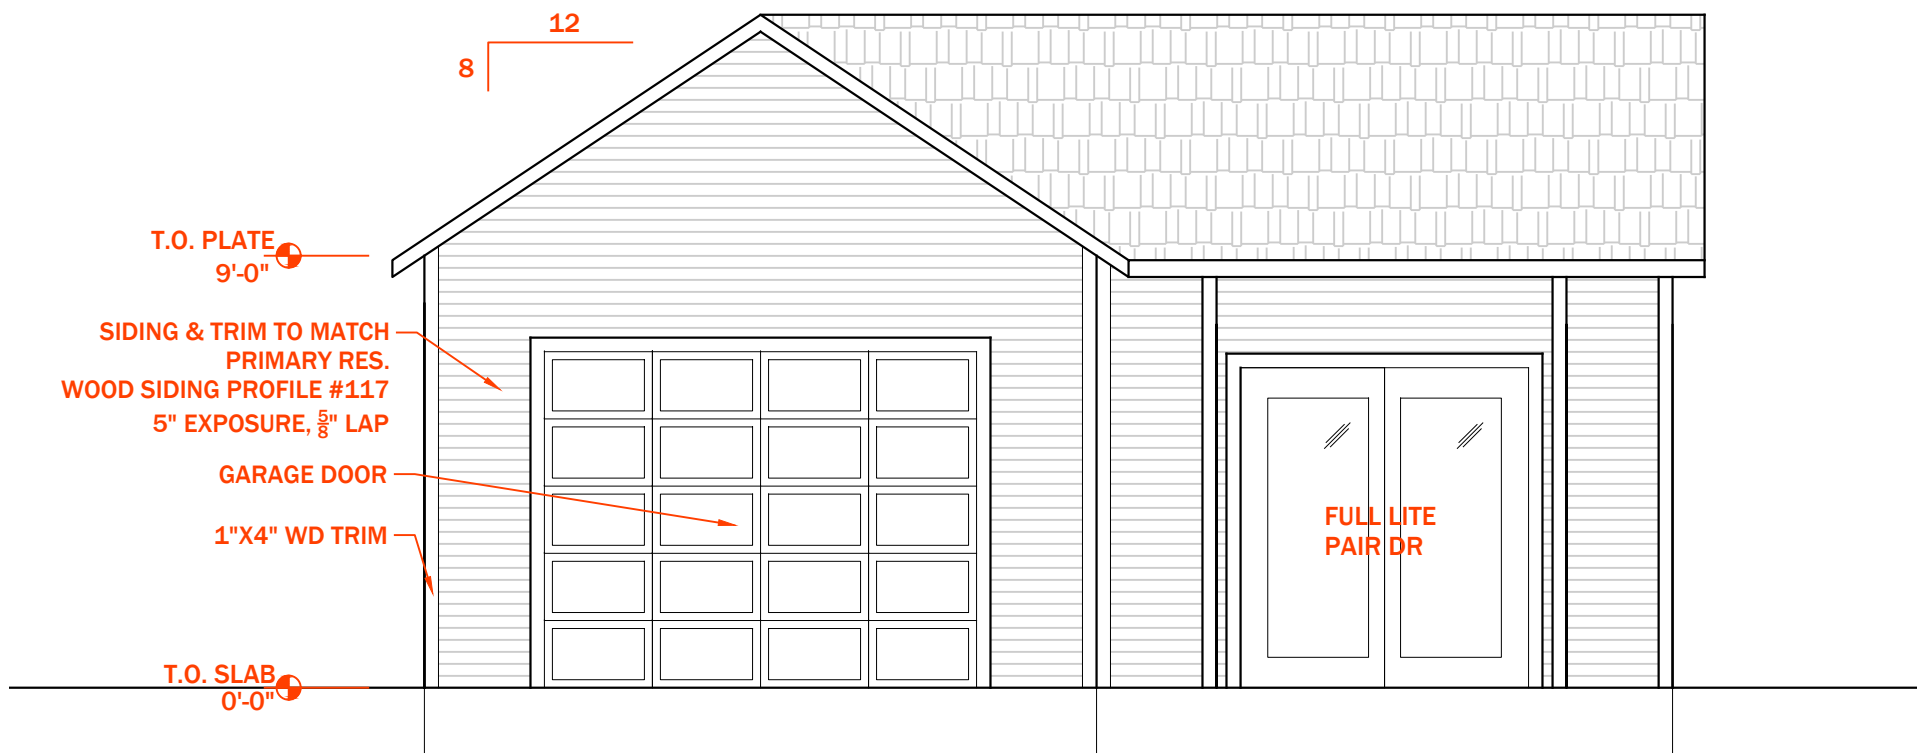 12
8
T.O. PLATE
9'-0"
SIDING & TRIM TO MATCH
PRIMARY RES.
WOOD SIDING PROFILE #117
5" EXPOSURE, 5/8" LAP
GARAGE DOOR
1"X4" WD TRIM
FULL LITE
PAIR DR
T.O. SLAB
0'-0"